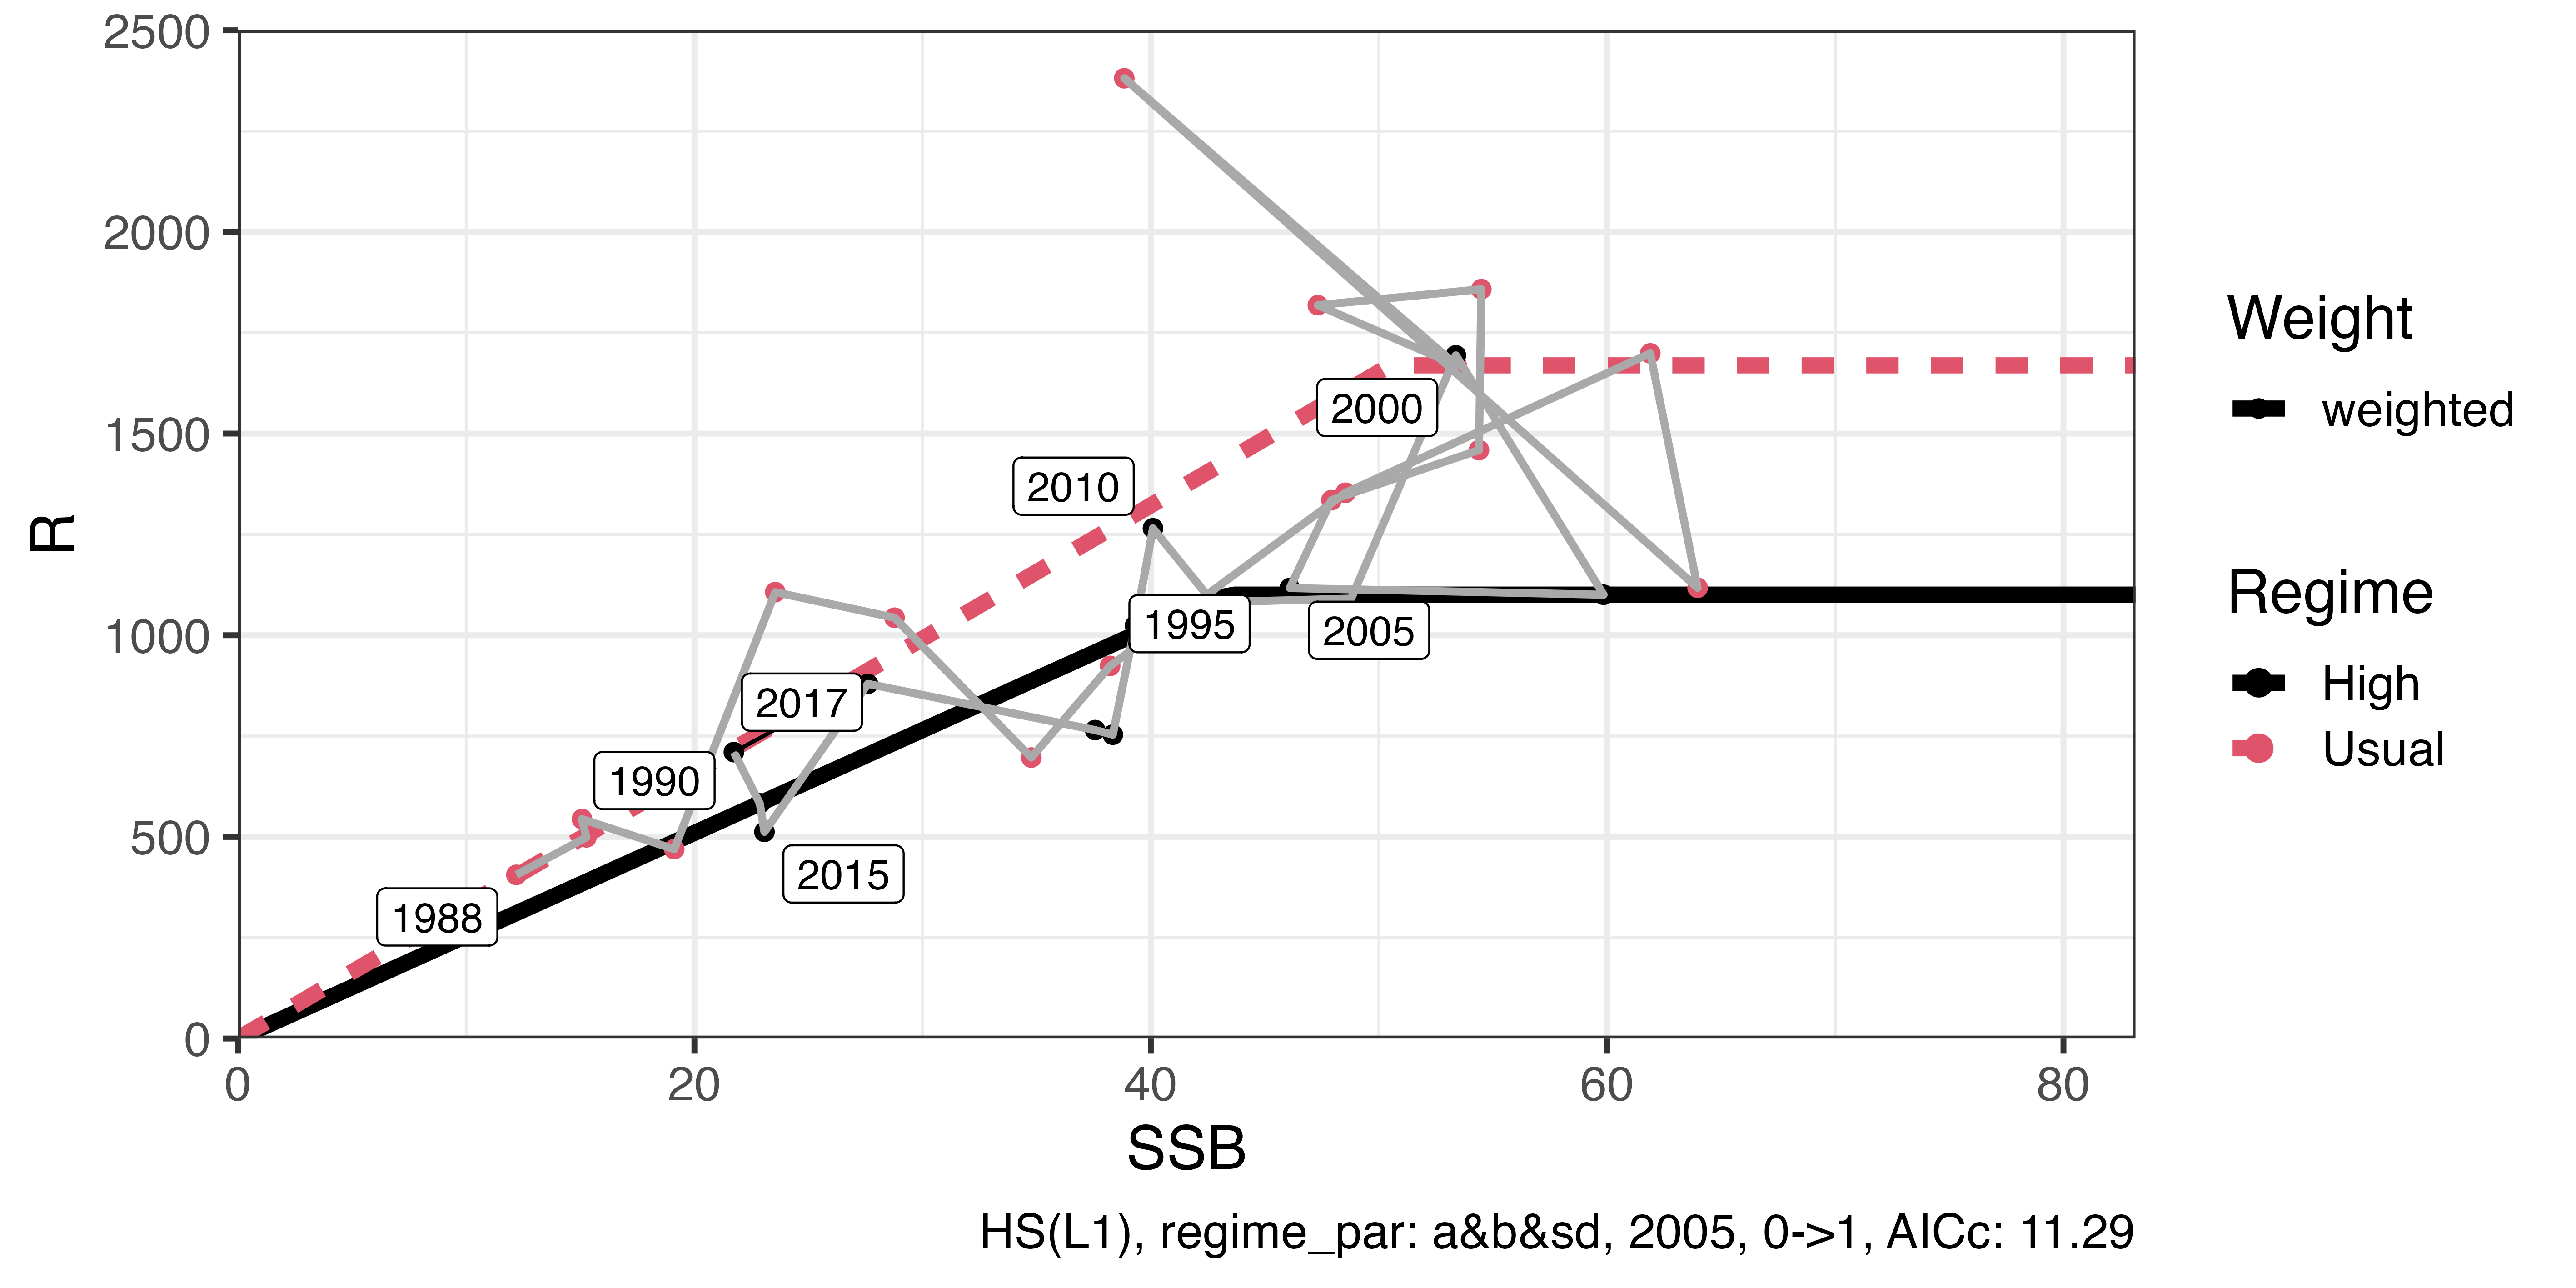 2500
2000
1500
1000
500
0
R
2000
2010
1995
2005
2017
1990
2015
1988
0 20 40 60 80
SSB
Weight
weighted
Regime
High
Usual
HS(L1), regime_par: a&b&sd, 2005, 0->1, AICc: 11.29